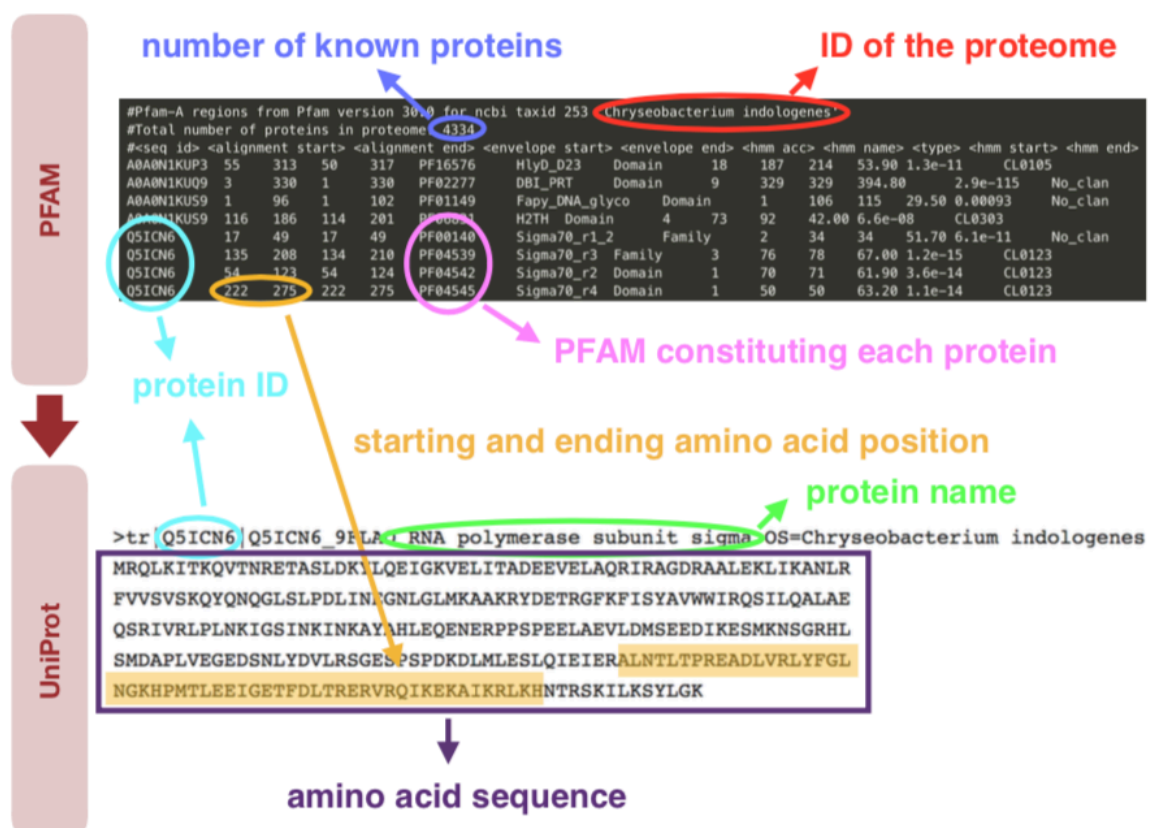 number of known proteins
ID of the proteome
PFAM
#Pfam-A regions from Pfam version 30.0 for ncbi taxid 253 'Chryseobacterium indologenes'
#Total number of proteins in proteome: 4334
#<seq id> <alignment start> <alignment end> <envelope start> <envelope end> <hmm acc> <hmm name> <type> <hmm start> <hmm end>
A0A0N1KUP3 55 313 50 317 PF16576 HlyD_D23 Domain 18 187 214 53.90 1.3e-11 CL0105
A0A0N1KUQ9 3 330 1 330 PF02277 DBI_PRT Domain 9 329 329 394.80 2.9e-115 No_clan
A0A0N1KUS9 1 96 1 102 PF01149 Fapy_DNA_glyco Domain 1 106 115 29.50 0.00093 No_clan
A0A0N1KUS9 116 186 114 201 PF06831 H2TH Domain 4 73 92 42.00 6.6e-08 CL0303
Q5ICN6 17 49 17 49 PF00140 Sigma70_r1_2 Family 2 34 34 51.70 6.1e-11 No_clan
Q5ICN6 135 208 134 210 PF04539 Sigma70_r3 Family 3 76 78 67.00 1.2e-15 CL0123
Q5ICN6 54 123 54 124 PF04542 Sigma70_r2 Domain 1 70 71 61.90 3.6e-14 CL0123
Q5ICN6 222 275 222 275 PF04545 Sigma70_r4 Domain 1 50 50 63.20 1.1e-14 CL0123
PFAM constituting each protein
protein ID
starting and ending amino acid position
protein name
UniProt
>tr|Q5ICN6|Q5ICN6_9FLAO RNA polymerase subunit sigma OS=Chryseobacterium indologenes
MRQLKITKQVTNRETASLDKYLQEIGKVELITADEEVELAQRIRAGDRAALEKLIKANLR
FVVSVSKQYQNQGLSLPDLINEGNLGLMKAAKRYDETRGFKFISYAVWWIRQSILQALAE
QSRIVRLPLNKIGSINKINKAYAHLEQENERPPSPEELAEVLDMSEEDIKESMKNSGRHL
SMDAPLVEGEDSNLYDVLRSGESPSPDKDLMLESLQIEIERALNTLTPREADLVRLYFGL
NGKHPMTLEEIGETFDLTRERVRQIKEKAIKRLKHNTRSKILKSYLGK
amino acid sequence